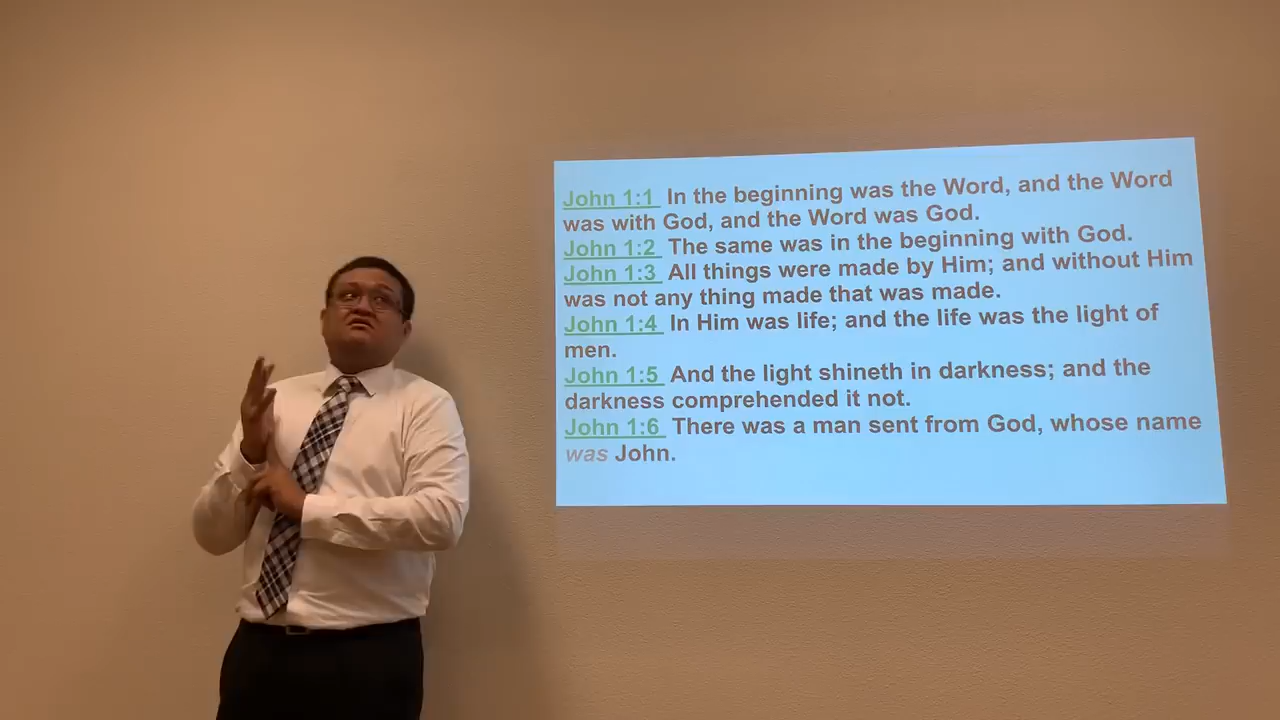 John 1:1 In the beginning was the Word, and the Word
was with God, and the Word was God.
John 1:2 The same was in the beginning with God.
John 1:3 All things were made by Him; and without Him
was not any thing made that was made.
John 1:4 In Him was life; and the life was the light of
men.
John 1:5 And the light shineth in darkness; and the
darkness comprehended it not.
John 1:6 There was a man sent from God, whose name
was John.